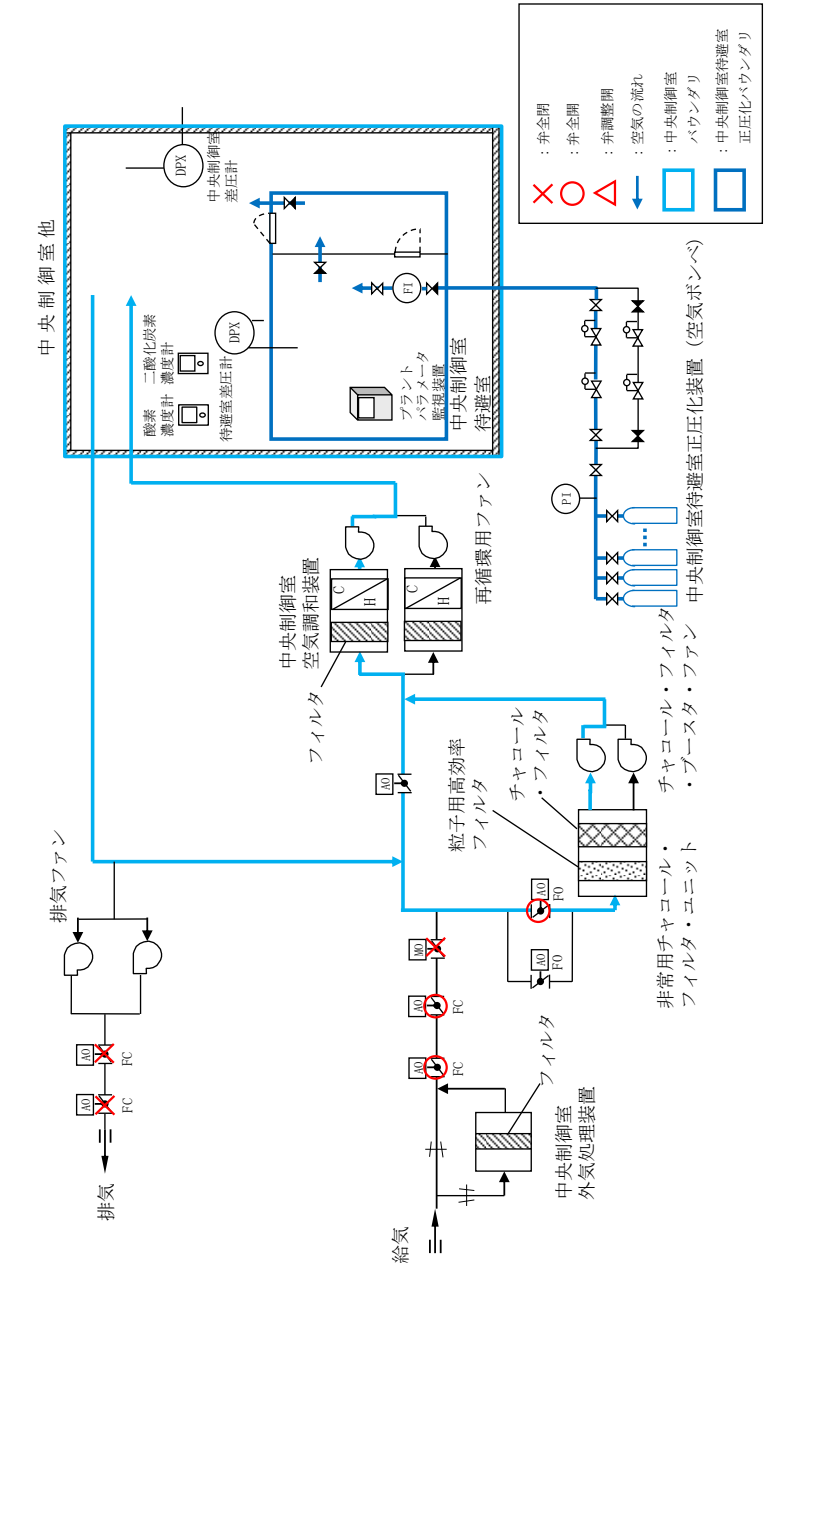 中央制御室他
DPX
中央制御室
差圧計
二酸化炭素
濃度計
酸素
濃度計
DPX
待避室差圧計
FI
プラント
パラメータ
監視装置
中央制御室
待避室
：弁全閉
：弁全開
：弁調整開
：空気の流れ
：中央制御室
バウンダリ
：中央制御室待避室
正圧化バウンダリ
PI
中央制御室待避室正圧化装置（空気ボンベ）
中央制御室
空気調和装置
C
H
C
H
再循環用ファン
フィルタ
AO
排気ファン
AO
FC
AO
FC
排気
粒子用高効率
フィルタ
チャコール
・フィルタ
チャコール・フィルタ
・ブースタ・ファン
非常用チャコール・
フィルタ・ユニット
AO
FO
AO
FO
MO
AO
FC
AO
FC
フィルタ
中央制御室
外気処理装置
給気